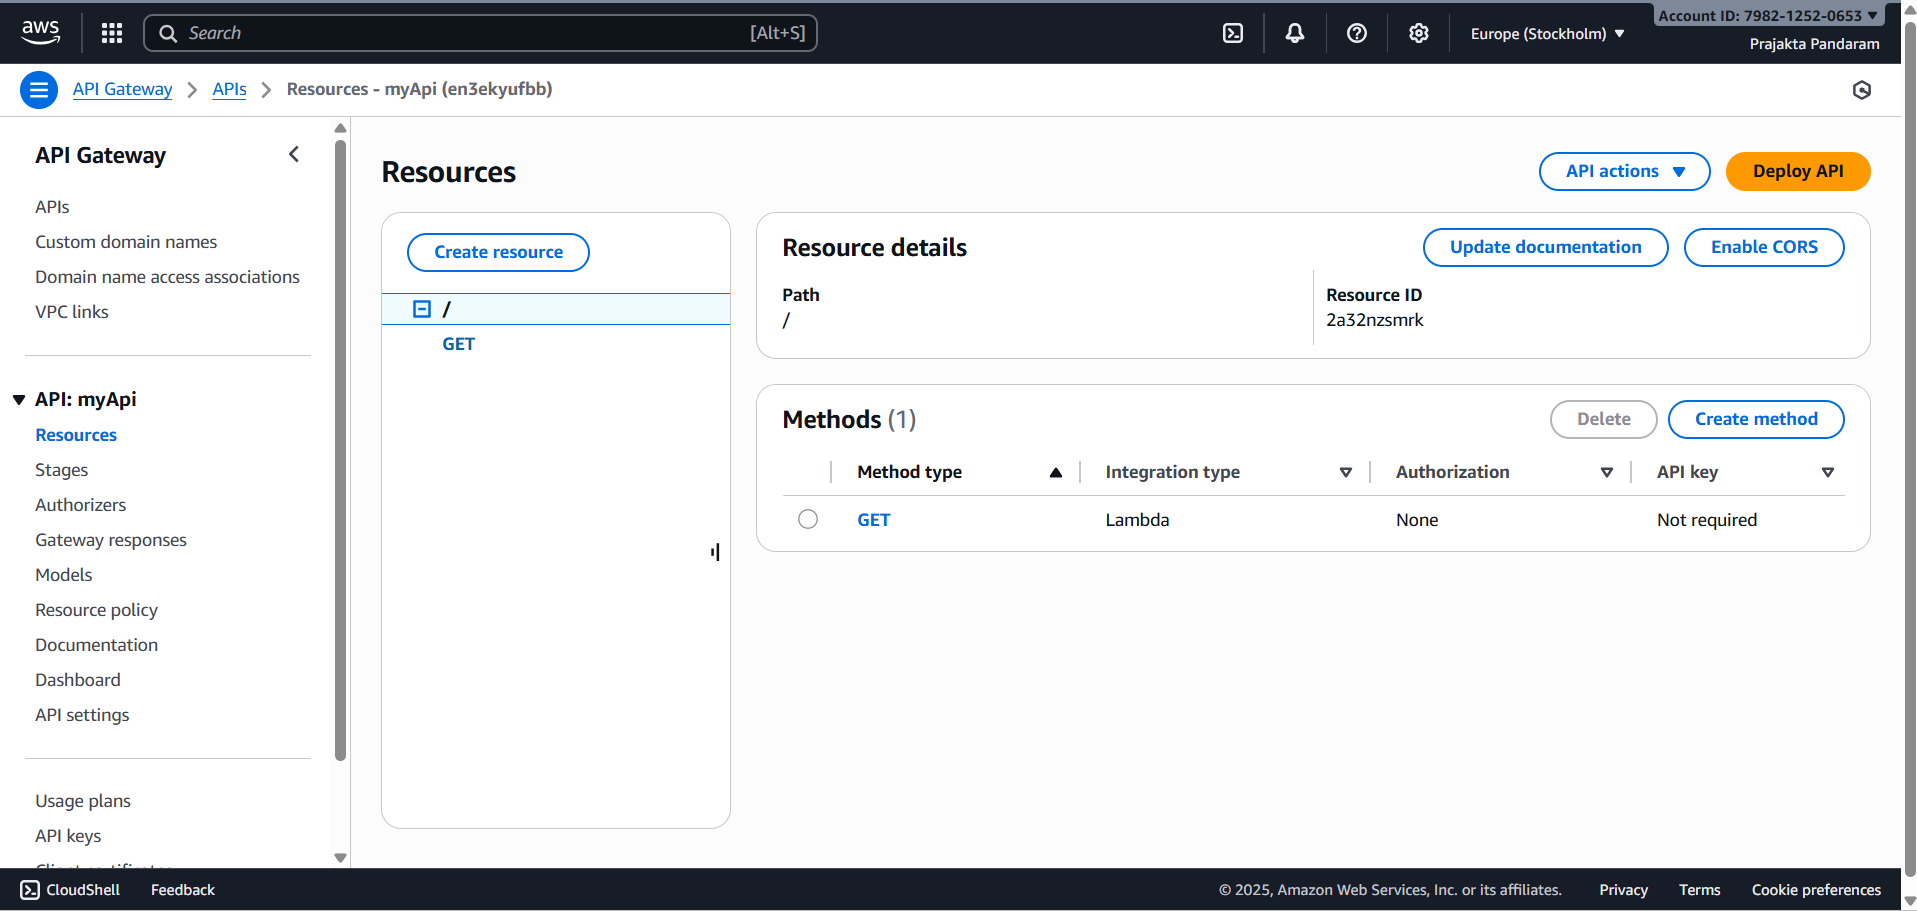 aws
Search [Alt+S]
Europe (Stockholm)
Account ID: 7982-1252-0653
Prajakta Pandaram
API Gateway > APIs > Resources - myApi (en3ekyufbb)
API Gateway
APIs
Custom domain names
Domain name access associations
VPC links
API: myApi
Resources
Stages
Authorizers
Gateway responses
Models
Resource policy
Documentation
Dashboard
API settings
Usage plans
API keys
Resources
API actions
Deploy API
Create resource
/
GET
Resource details
Update documentation
Enable CORS
Path
/
Resource ID
2a32nzsmrk
Methods (1)
Delete
Create method
Method type Integration type Authorization API key
GET Lambda None Not required
CloudShell Feedback © 2025, Amazon Web Services, Inc. or its affiliates. Privacy Terms Cookie preferences